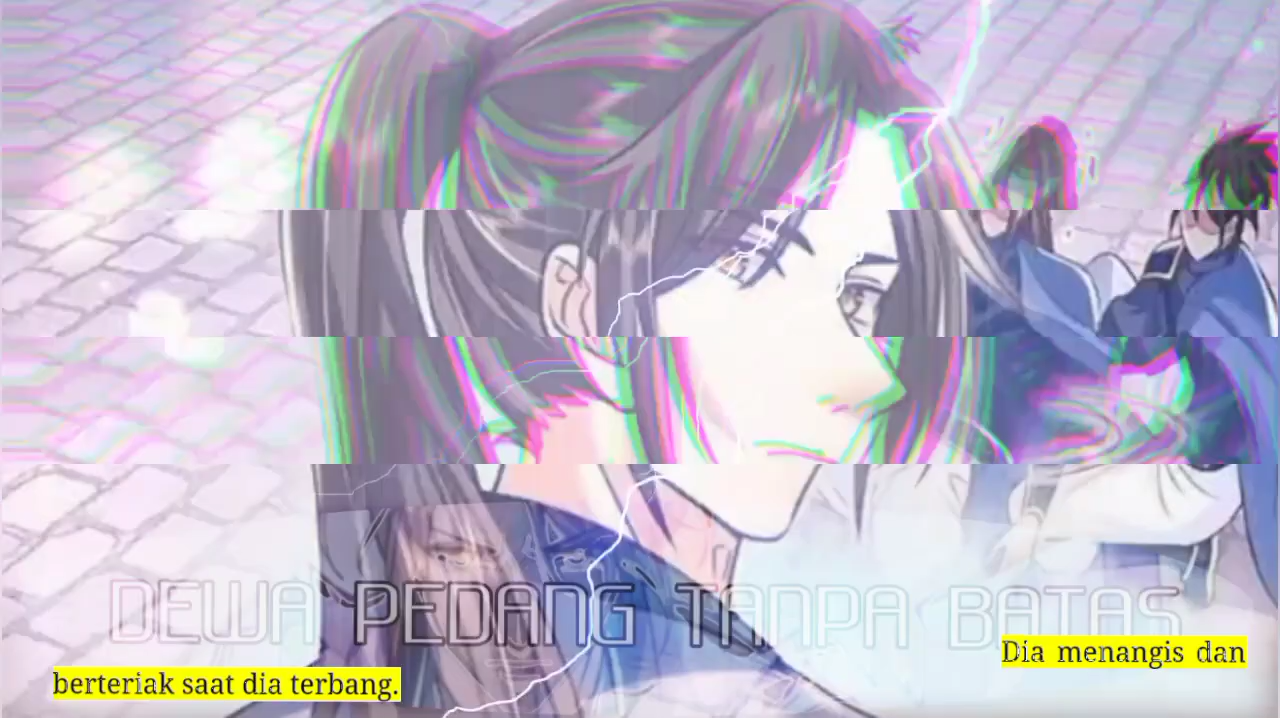 DEWA PEDANG TANPA BATAS
Dia menangis dan
berteriak saat dia terbang.